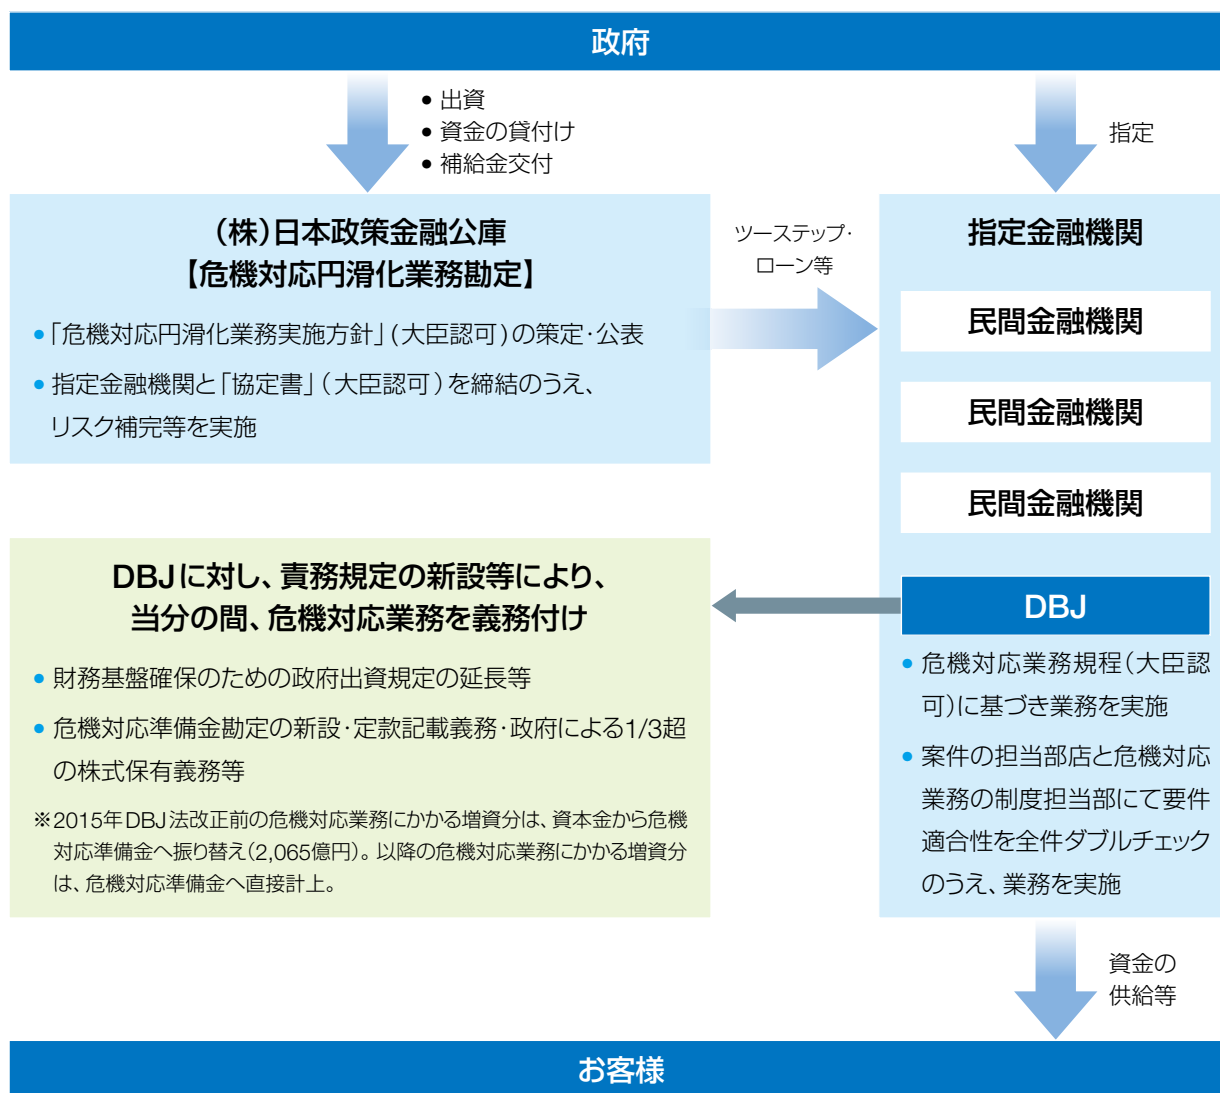 政府
• 出資
• 資金の貸付け
• 補給金交付
指定
(株)日本政策金融公庫
【危機対応円滑化業務勘定】
• 「危機対応円滑化業務実施方針」(大臣認可)の策定・公表
• 指定金融機関と「協定書」(大臣認可)を締結のうえ、
リスク補完等を実施
ツーステップ・
ローン等
指定金融機関
民間金融機関
民間金融機関
民間金融機関
DBJ
• 危機対応業務規程(大臣認
可)に基づき業務を実施
• 案件の担当部店と危機対応
業務の制度担当部にて要件
適合性を全件ダブルチェック
のうえ、業務を実施
DBJに対し、責務規定の新設等により、
当分の間、危機対応業務を義務付け
• 財務基盤確保のための政府出資規定の延長等
• 危機対応準備金勘定の新設・定款記載義務・政府による1/3超
の株式保有義務等
※2015年DBJ法改正前の危機対応業務にかかる増資分は、資本金から危機
対応準備金へ振り替え(2,065億円)。以降の危機対応業務にかかる増資分
は、危機対応準備金へ直接計上。
資金の
供給等
お客様